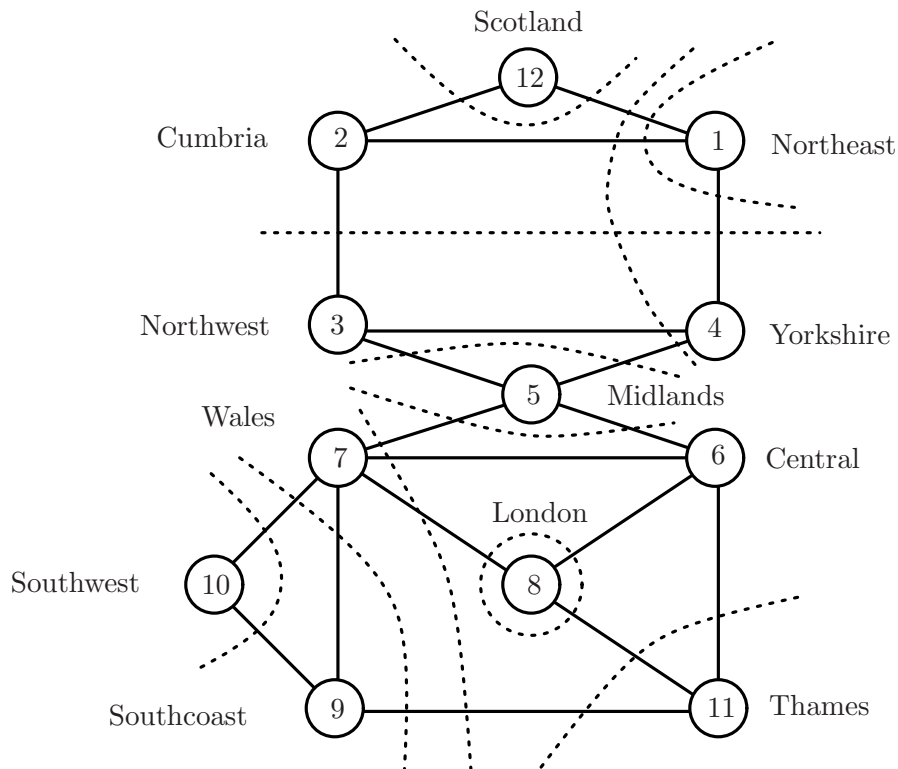 Scotland
12
Cumbria
2
1
Northeast
Northwest
3
4
Yorkshire
5
Midlands
Wales
7
6
Central
London
Southwest
10
8
Southcoast
9
11
Thames